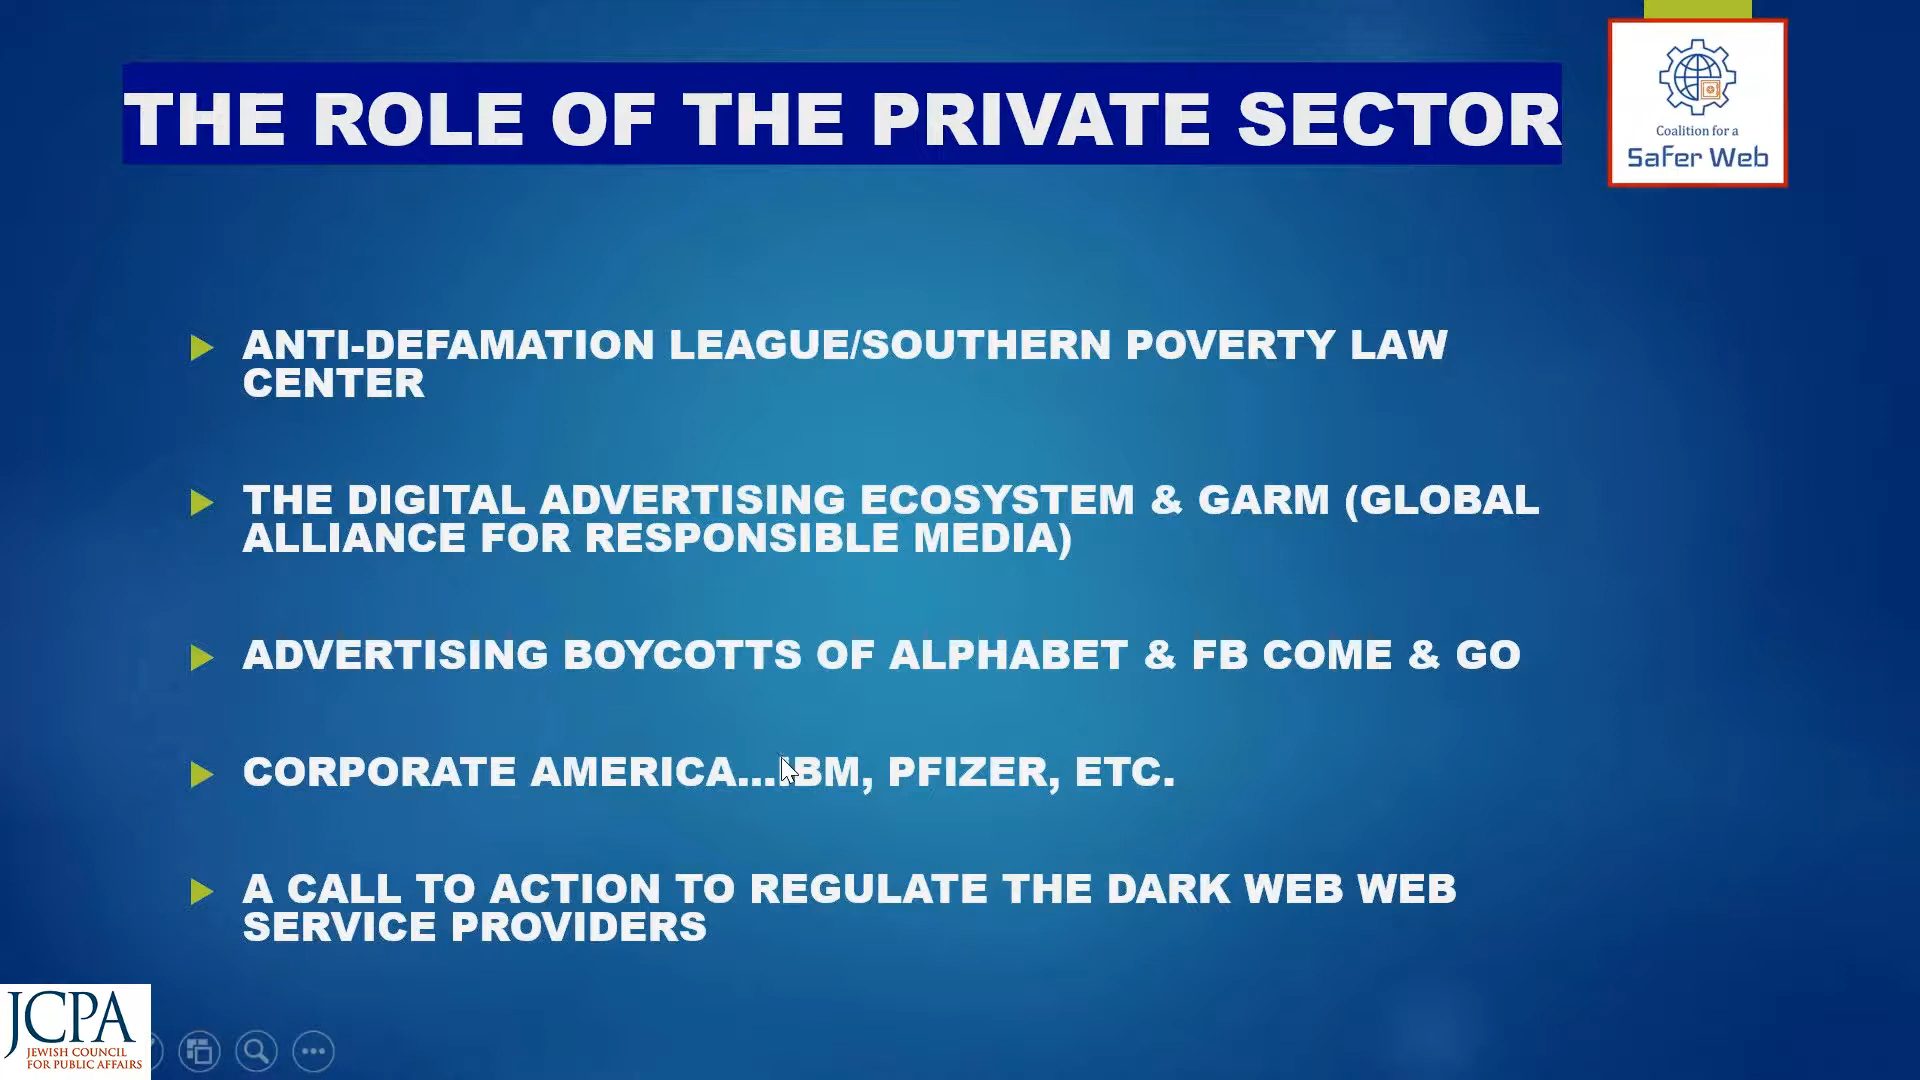 THE ROLE OF THE PRIVATE SECTOR
Coalition for a
Safer Web
ANTI-DEFAMATION LEAGUE/SOUTHERN POVERTY LAW
CENTER
THE DIGITAL ADVERTISING ECOSYSTEM & GARM (GLOBAL
ALLIANCE FOR RESPONSIBLE MEDIA)
ADVERTISING BOYCOTTS OF ALPHABET & FB COME & GO
CORPORATE AMERICA...IBM, PFIZER, ETC.
A CALL TO ACTION TO REGULATE THE DARK WEB WEB
SERVICE PROVIDERS
JCPA
JEWISH COUNCIL
FOR PUBLIC AFFAIRS